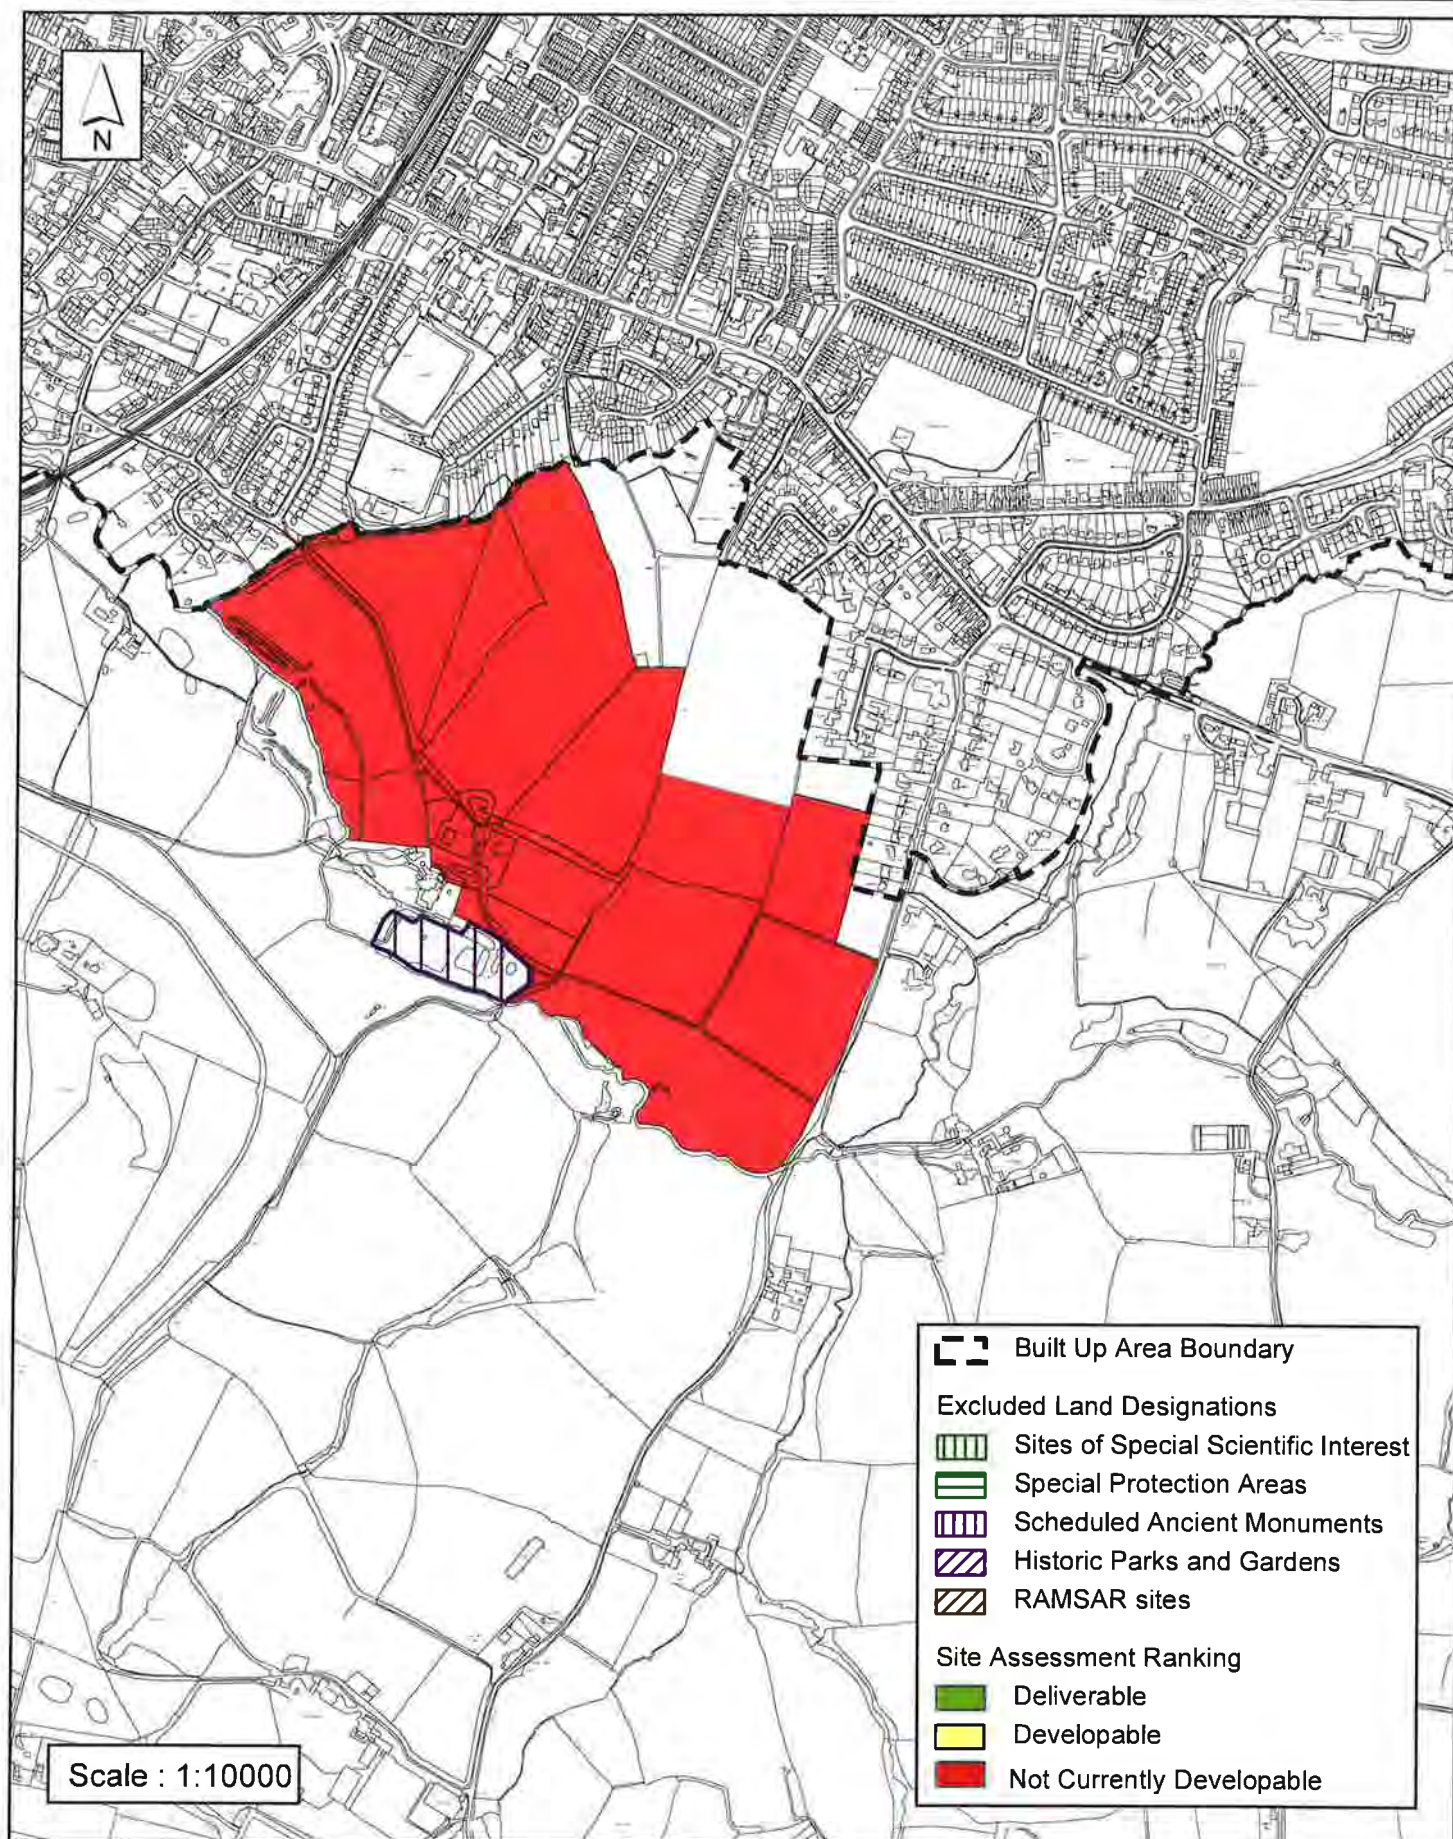 N
Built Up Area Boundary
Excluded Land Designations
Sites of Special Scientific Interest
Special Protection Areas
Scheduled Ancient Monuments
Historic Parks and Gardens
RAMSAR sites
Site Assessment Ranking
Deliverable
Developable
Not Currently Developable
Scale : 1:10000